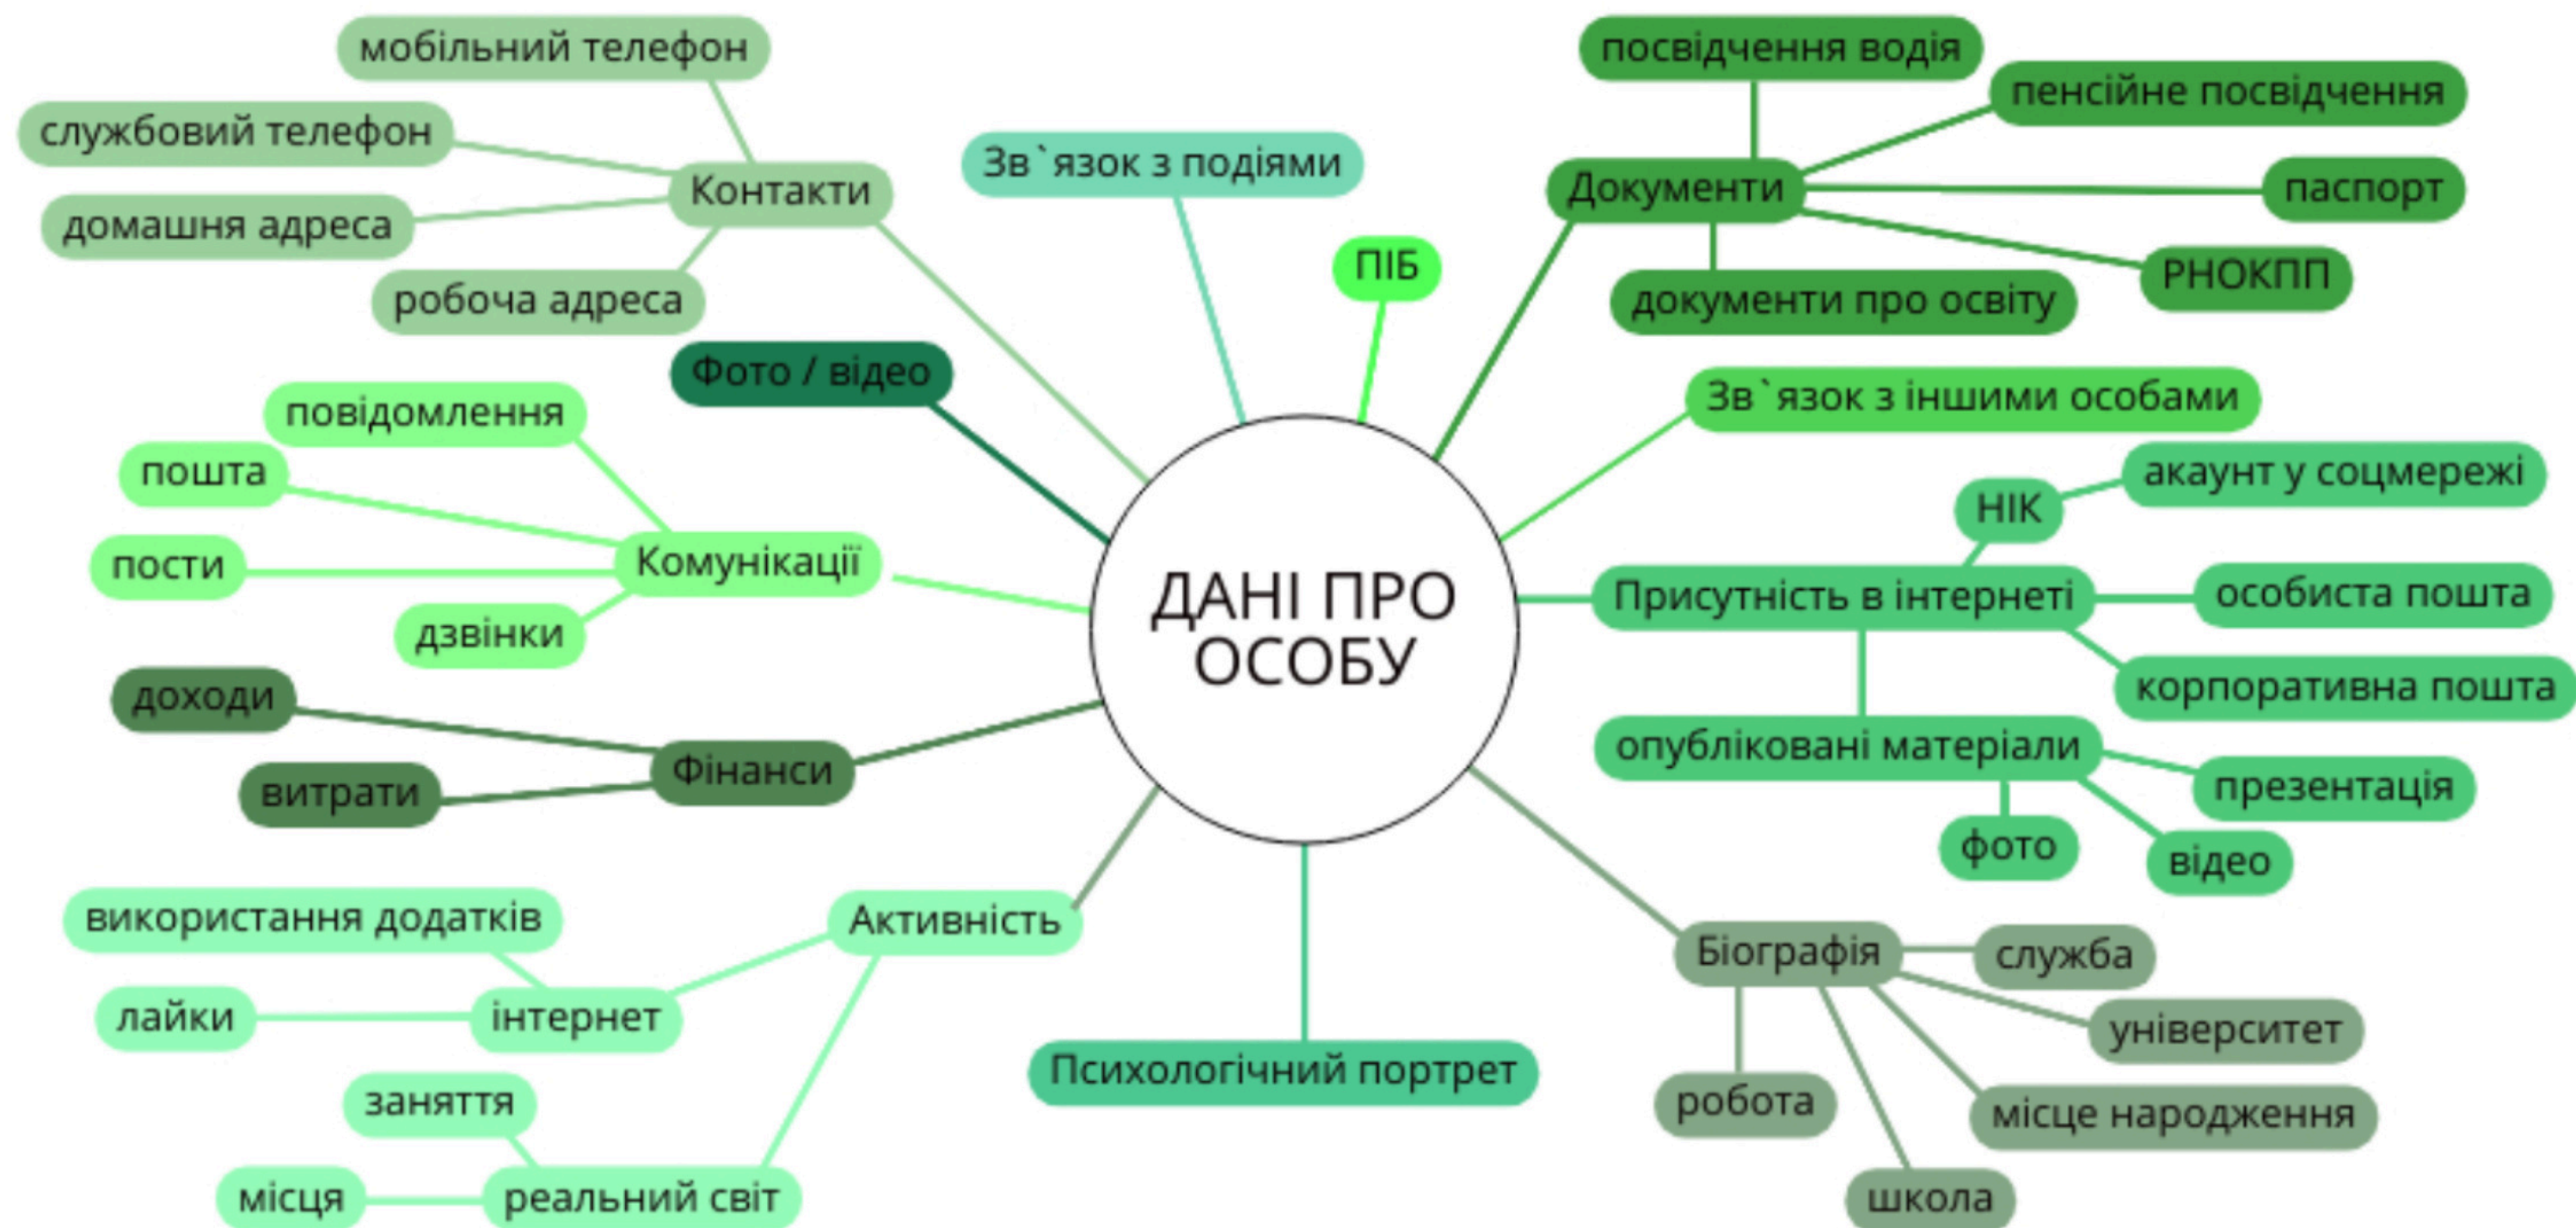 мобільний телефон
службовий телефон
домашня адреса
робоча адреса
Контакти
Зв`язок з подіями
ПІБ
посвідчення водія
пенсійне посвідчення
Документи
паспорт
РНОКПП
документи про освіту
Фото / відео
Зв`язок з іншими особами
повідомлення
пошта
пости
дзвінки
Комунікації
ДАНІ ПРО
ОСОБУ
НІК
акаунт у соцмережі
Присутність в інтернеті
особиста пошта
корпоративна пошта
опубліковані матеріали
презентація
фото
відео
доходи
витрати
Фінанси
використання додатків
лайки
інтернет
Активність
заняття
місця
реальний світ
Психологічний портрет
Біографія
служба
університет
місце народження
робота
школа